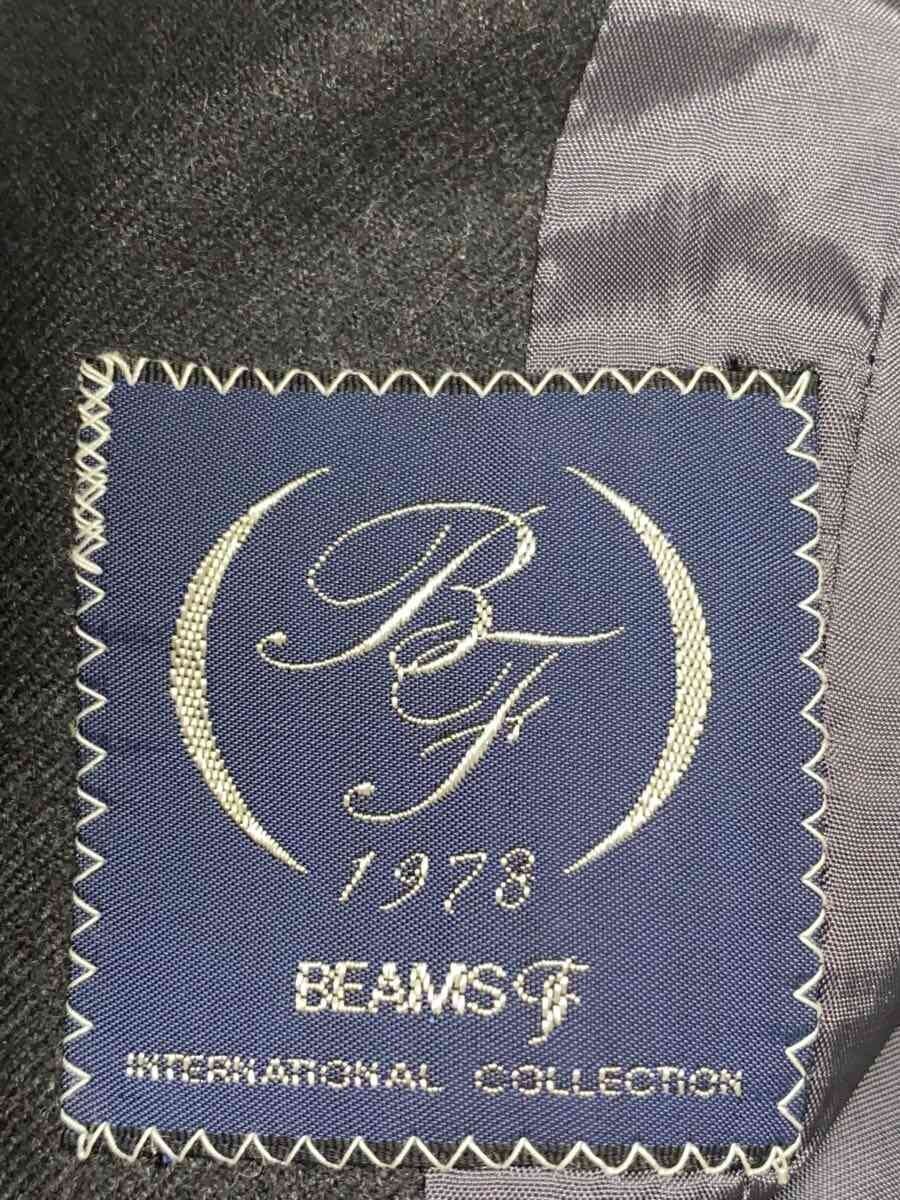 BF
1978
BEAMS F
INTERNATIONAL COLLECTION